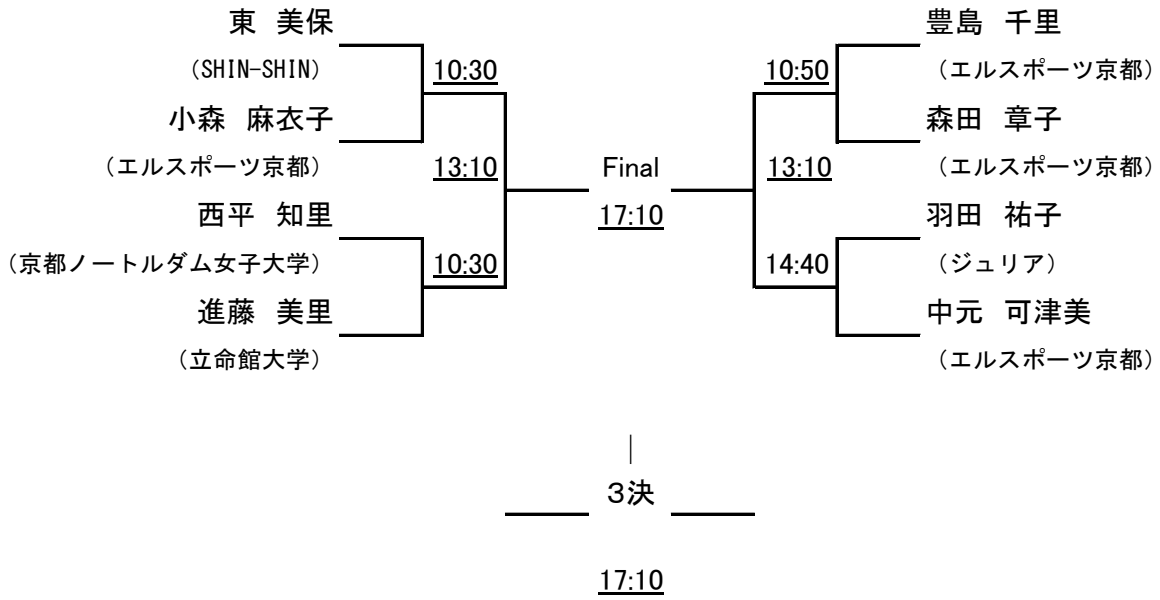 東 美保
(SHIN-SHIN)
10:30
小森 麻衣子
(エルスポーツ京都)
13:10
西平 知里
(京都ノートルダム女子大学)
10:30
進藤 美里
(立命館大学)
Final
17:10
豊島 千里
10:50
(エルスポーツ京都)
森田 章子
13:10
(エルスポーツ京都)
羽田 祐子
14:40
(ジュリア)
中元 可津美
(エルスポーツ京都)
3決
17:10